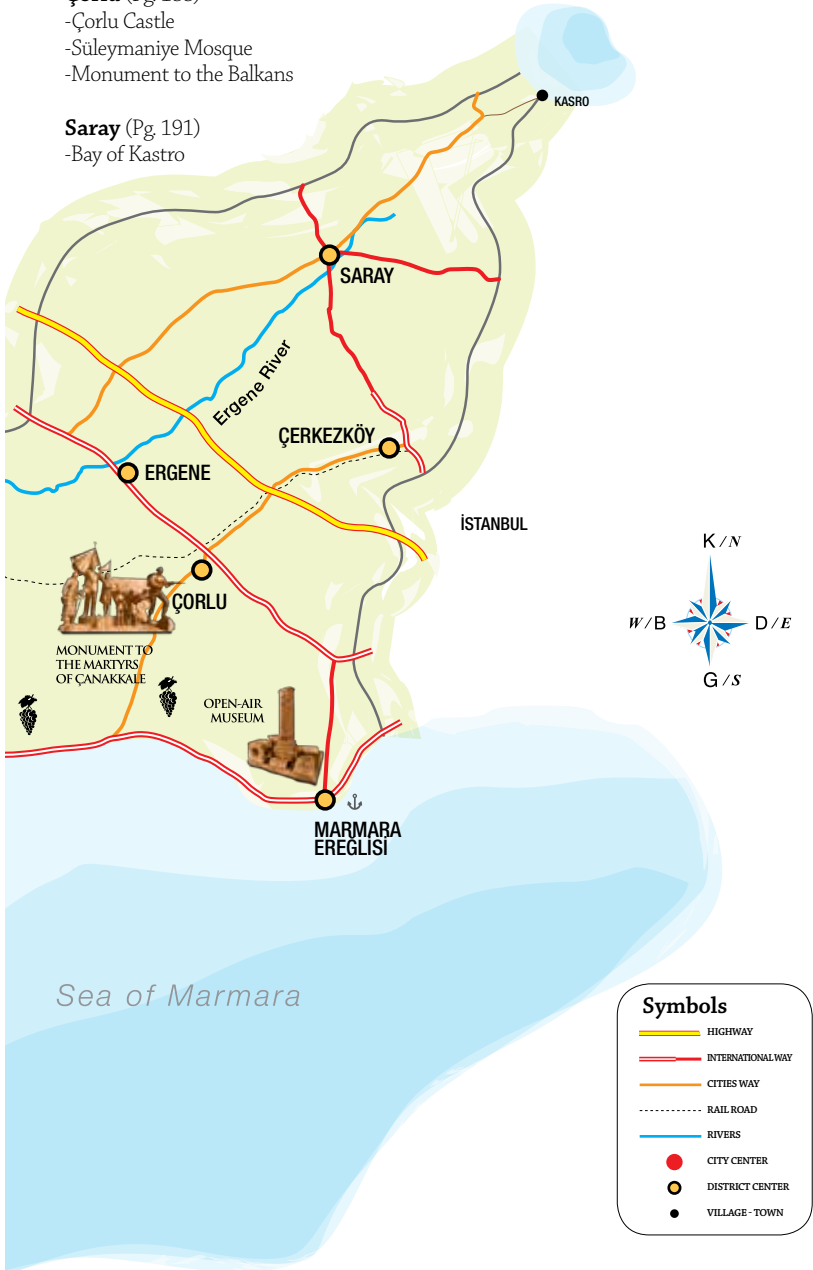 -Çorlu Castle
-Süleymaniye Mosque
-Monument to the Balkans
Saray (Pg. 191)
-Bay of Kastro
KASRO
SARAY
Ergene River
ÇERKEZKÖY
ERGENE
İSTANBUL
ÇORLU
MONUMENT TO
THE MARTYRS
OF ÇANAKKALE
OPEN-AIR
MUSEUM
MARMARA
EREĞLİSİ
K/N
W/B
D/E
G/S
Sea of Marmara
Symbols
HIGHWAY
INTERNATIONAL WAY
CITIES WAY
RAIL ROAD
RIVERS
CITY CENTER
DISTRICT CENTER
VILLAGE - TOWN